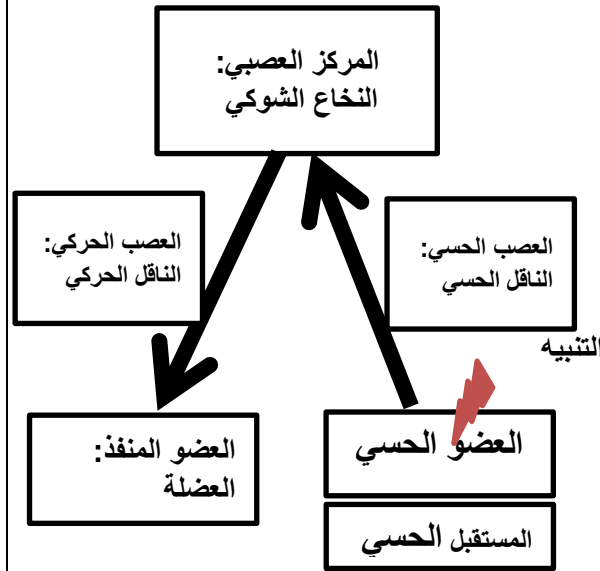 المركز العصبي:
النخاع الشوكي
العصب الحسي:
الناقل الحسي
العصب الحركي:
الناقل الحركي
التنبيه
العضو الحسي
المستقبل الحسي
العضو المنفذ:
العضلة